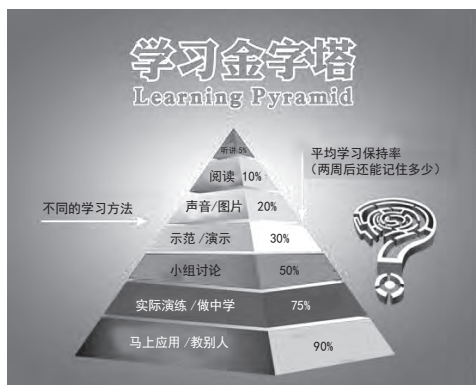 学习金字塔
Learning Pyramid
听讲 5%
平均学习保持率
(两周后还能记住多少)
阅读 10%
不同的学习方法
声音/图片 20%
示范 /演示 30%
小组讨论 50%
实际演练 /做中学 75%
马上应用 /教别人 90%